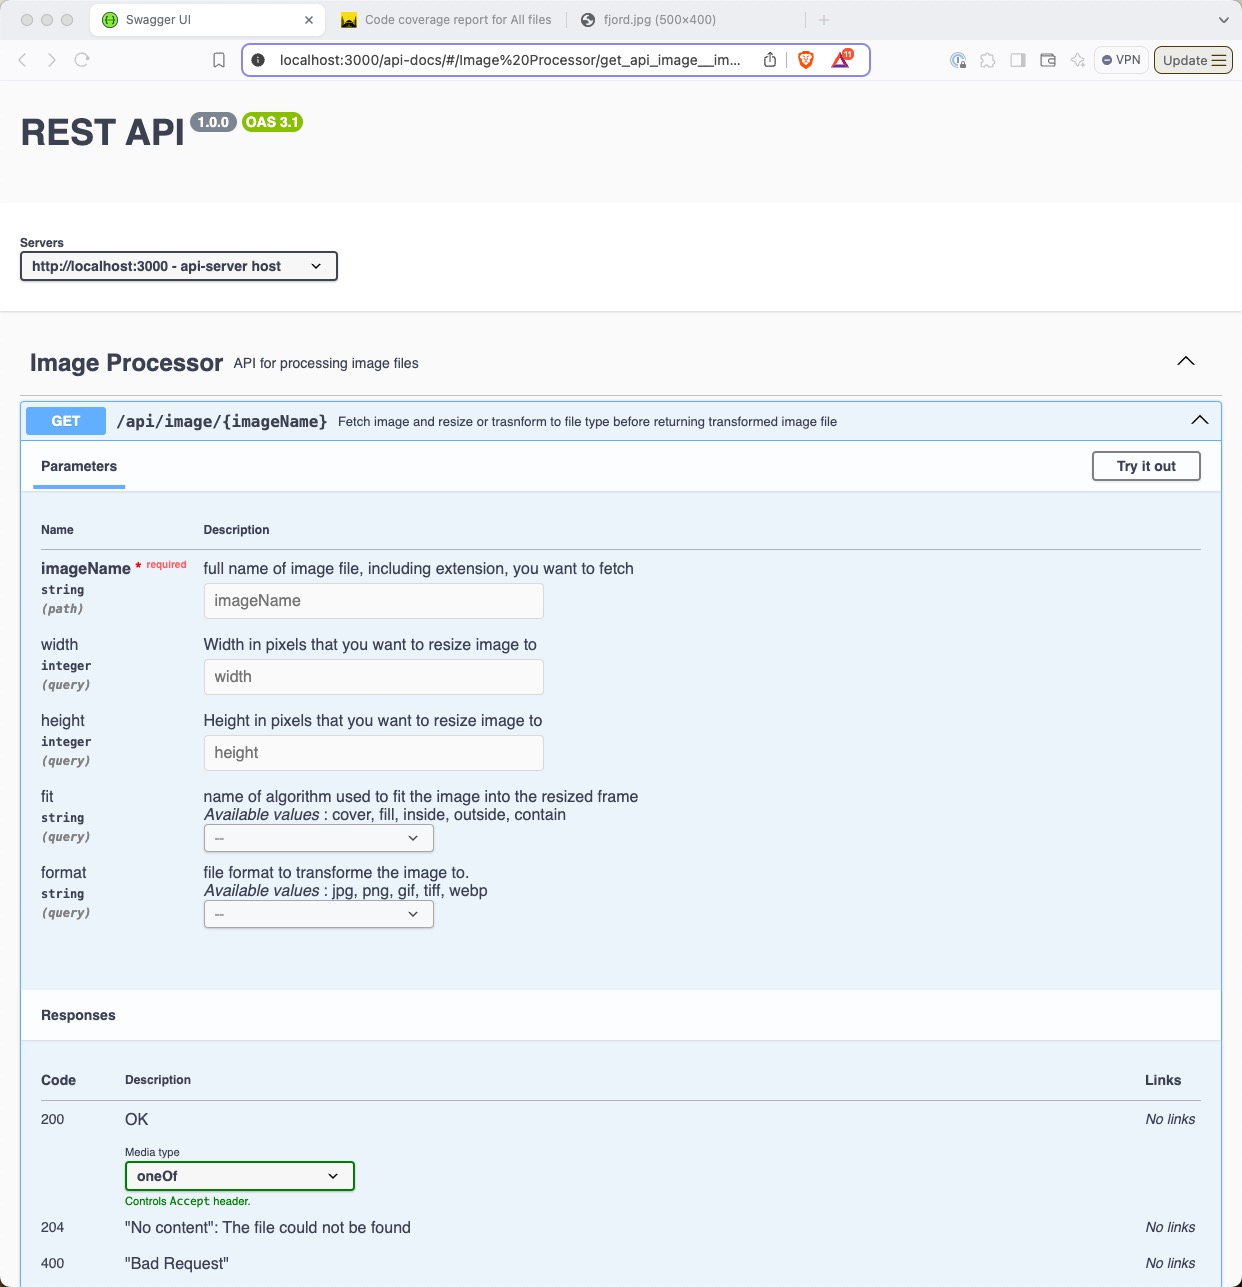 Swagger UI
Code coverage report for All files
fjord.jpg (500×400)
localhost:3000/api-docs/#/Image%20Processor/get_api_image__im...
11
VPN
Update
REST API 1.0.0 OAS 3.1
Servers
http://localhost:3000 - api-server host
Image Processor API for processing image files
GET /api/image/{imageName} Fetch image and resize or trasnform to file type before returning transformed image file
Parameters
Try it out
Name Description
imageName * required full name of image file, including extension, you want to fetch
string
(path)
imageName
width Width in pixels that you want to resize image to
integer
(query)
width
height Height in pixels that you want to resize image to
integer
(query)
height
fit name of algorithm used to fit the image into the resized frame
string Available values : cover, fill, inside, outside, contain
(query) --
format file format to transforme the image to.
string Available values : jpg, png, gif, tiff, webp
(query) --
Responses
Code Description Links
200 OK No links
Media type
oneOf
Controls Accept header.
204 "No content": The file could not be found No links
400 "Bad Request" No links